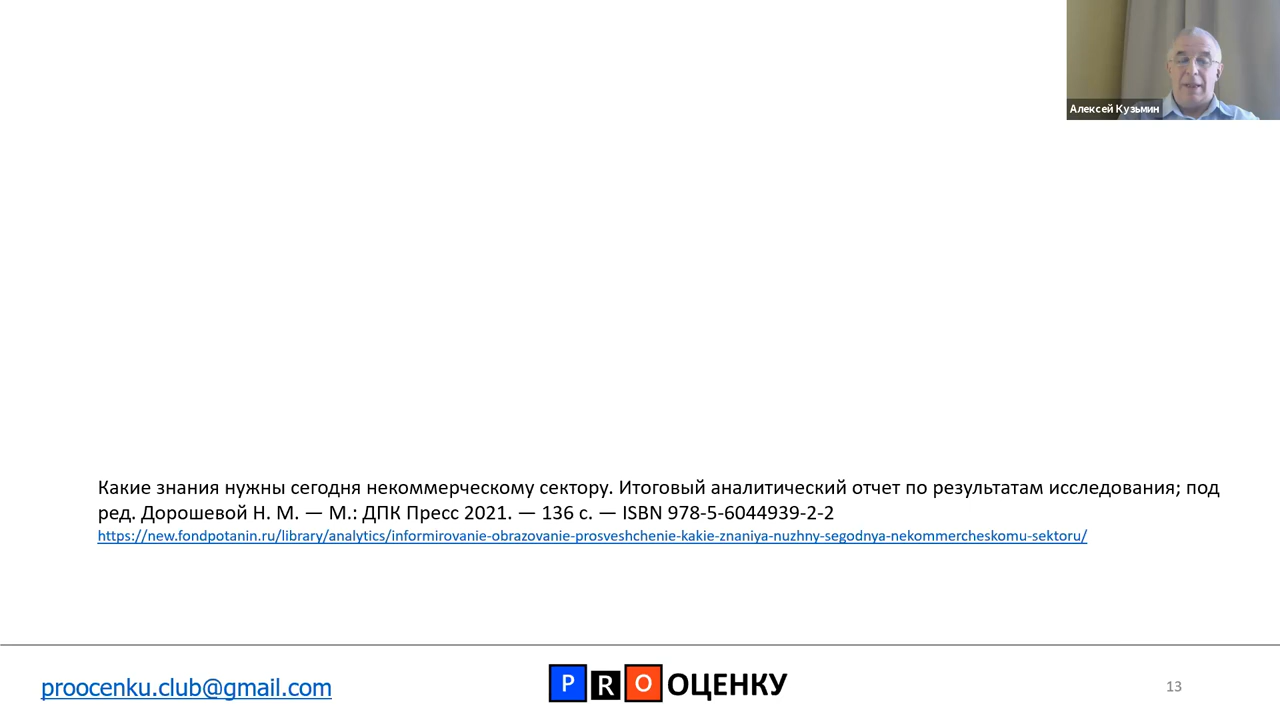 Алексей Кузьмин
Какие знания нужны сегодня некоммерческому сектору. Итоговый аналитический отчет по результатам исследования; под
ред. Дорошевой Н. М. — М.: ДПК Пресс 2021. — 136 с. — ISBN 978-5-6044939-2-2
https://new.fondpotanin.ru/library/analytics/informirovanie-obrazovanie-prosveshchenie-kakie-znaniya-nuzhny-segodnya-nekommercheskomu-sektoru/
proocenku.club@gmail.com
PRO ОЦЕНКУ
13